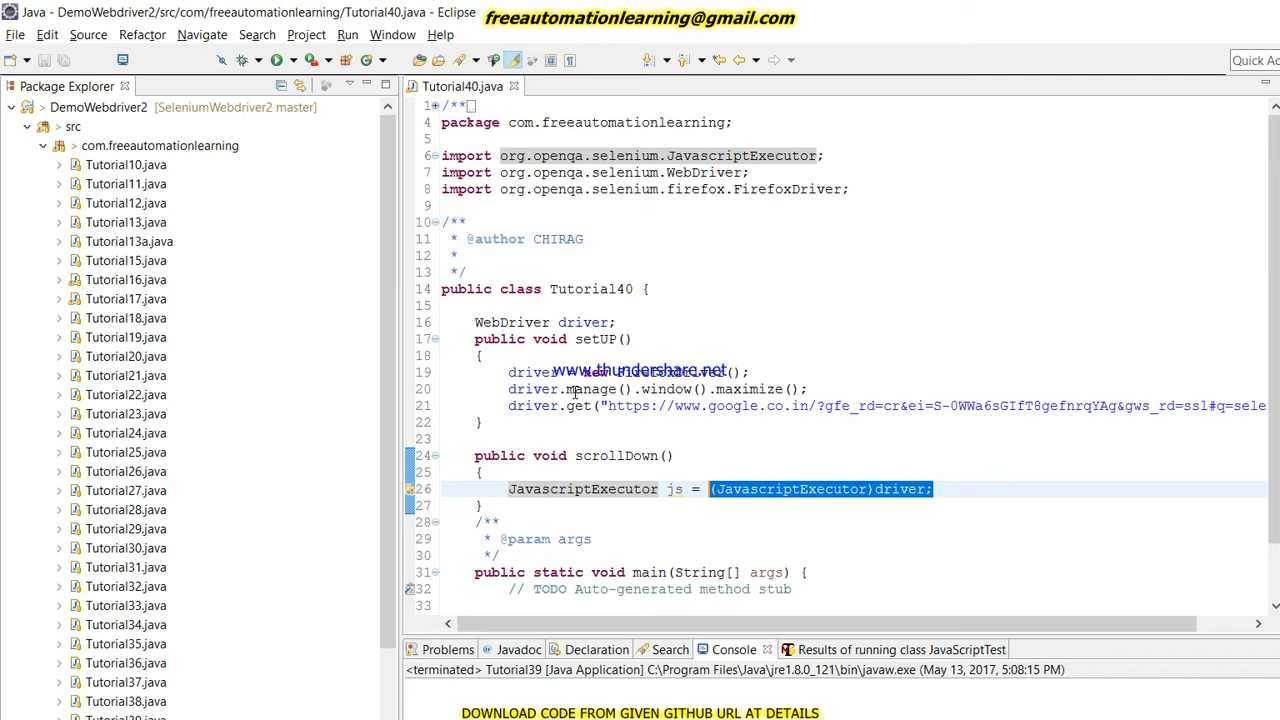 Java - DemoWebdriver2/src/com/freeautomationlearning/Tutorial40.java - Eclipse
freeautomationlearning@gmail.com
File Edit Source Refactor Navigate Search Project Run Window Help
Quick Ac
Package Explorer
DemoWebdriver2 [SeleniumWebdriver2 master]
src
com.freeautomationlearning
Tutorial10.java
Tutorial11.java
Tutorial12.java
Tutorial13.java
Tutorial13a.java
Tutorial15.java
Tutorial16.java
Tutorial17.java
Tutorial18.java
Tutorial19.java
Tutorial20.java
Tutorial21.java
Tutorial22.java
Tutorial23.java
Tutorial24.java
Tutorial25.java
Tutorial26.java
Tutorial27.java
Tutorial28.java
Tutorial29.java
Tutorial30.java
Tutorial31.java
Tutorial32.java
Tutorial33.java
Tutorial34.java
Tutorial35.java
Tutorial36.java
Tutorial37.java
Tutorial38.java
Tutorial40.java
1 /**
4 package com.freeautomationlearning;
5
6 import org.openqa.selenium.JavascriptExecutor;
7 import org.openqa.selenium.WebDriver;
8 import org.openqa.selenium.firefox.FirefoxDriver;
9
10 /**
11 * @author CHIRAG
12 *
13 */
14 public class Tutorial40 {
15
16 WebDriver driver;
17 public void setUP()
18 {
19 driver = new FirefoxDriver();
www.thundershare.net
20 driver.manage().window().maximize();
21 driver.get("https://www.google.co.in/?gfe_rd=cr&ei=S-0WWa6sGIfT8gefnrqYAg&gws_rd=ssl#q=sele
22 }
23
24 public void scrollDown()
25 {
26 JavascriptExecutor js = (JavascriptExecutor)driver;
27 }
28 /**
29 * @param args
30 */
31 public static void main(String[] args) {
32 // TODO Auto-generated method stub
33
Problems Javadoc Declaration Search Console Results of running class JavaScriptTest
<terminated> Tutorial39 [Java Application] C:\Program Files\Java\jre1.8.0_121\bin\javaw.exe (May 13, 2017, 5:08:15 PM)
DOWNLOAD CODE FROM GIVEN GITHUB URL AT DETAILS